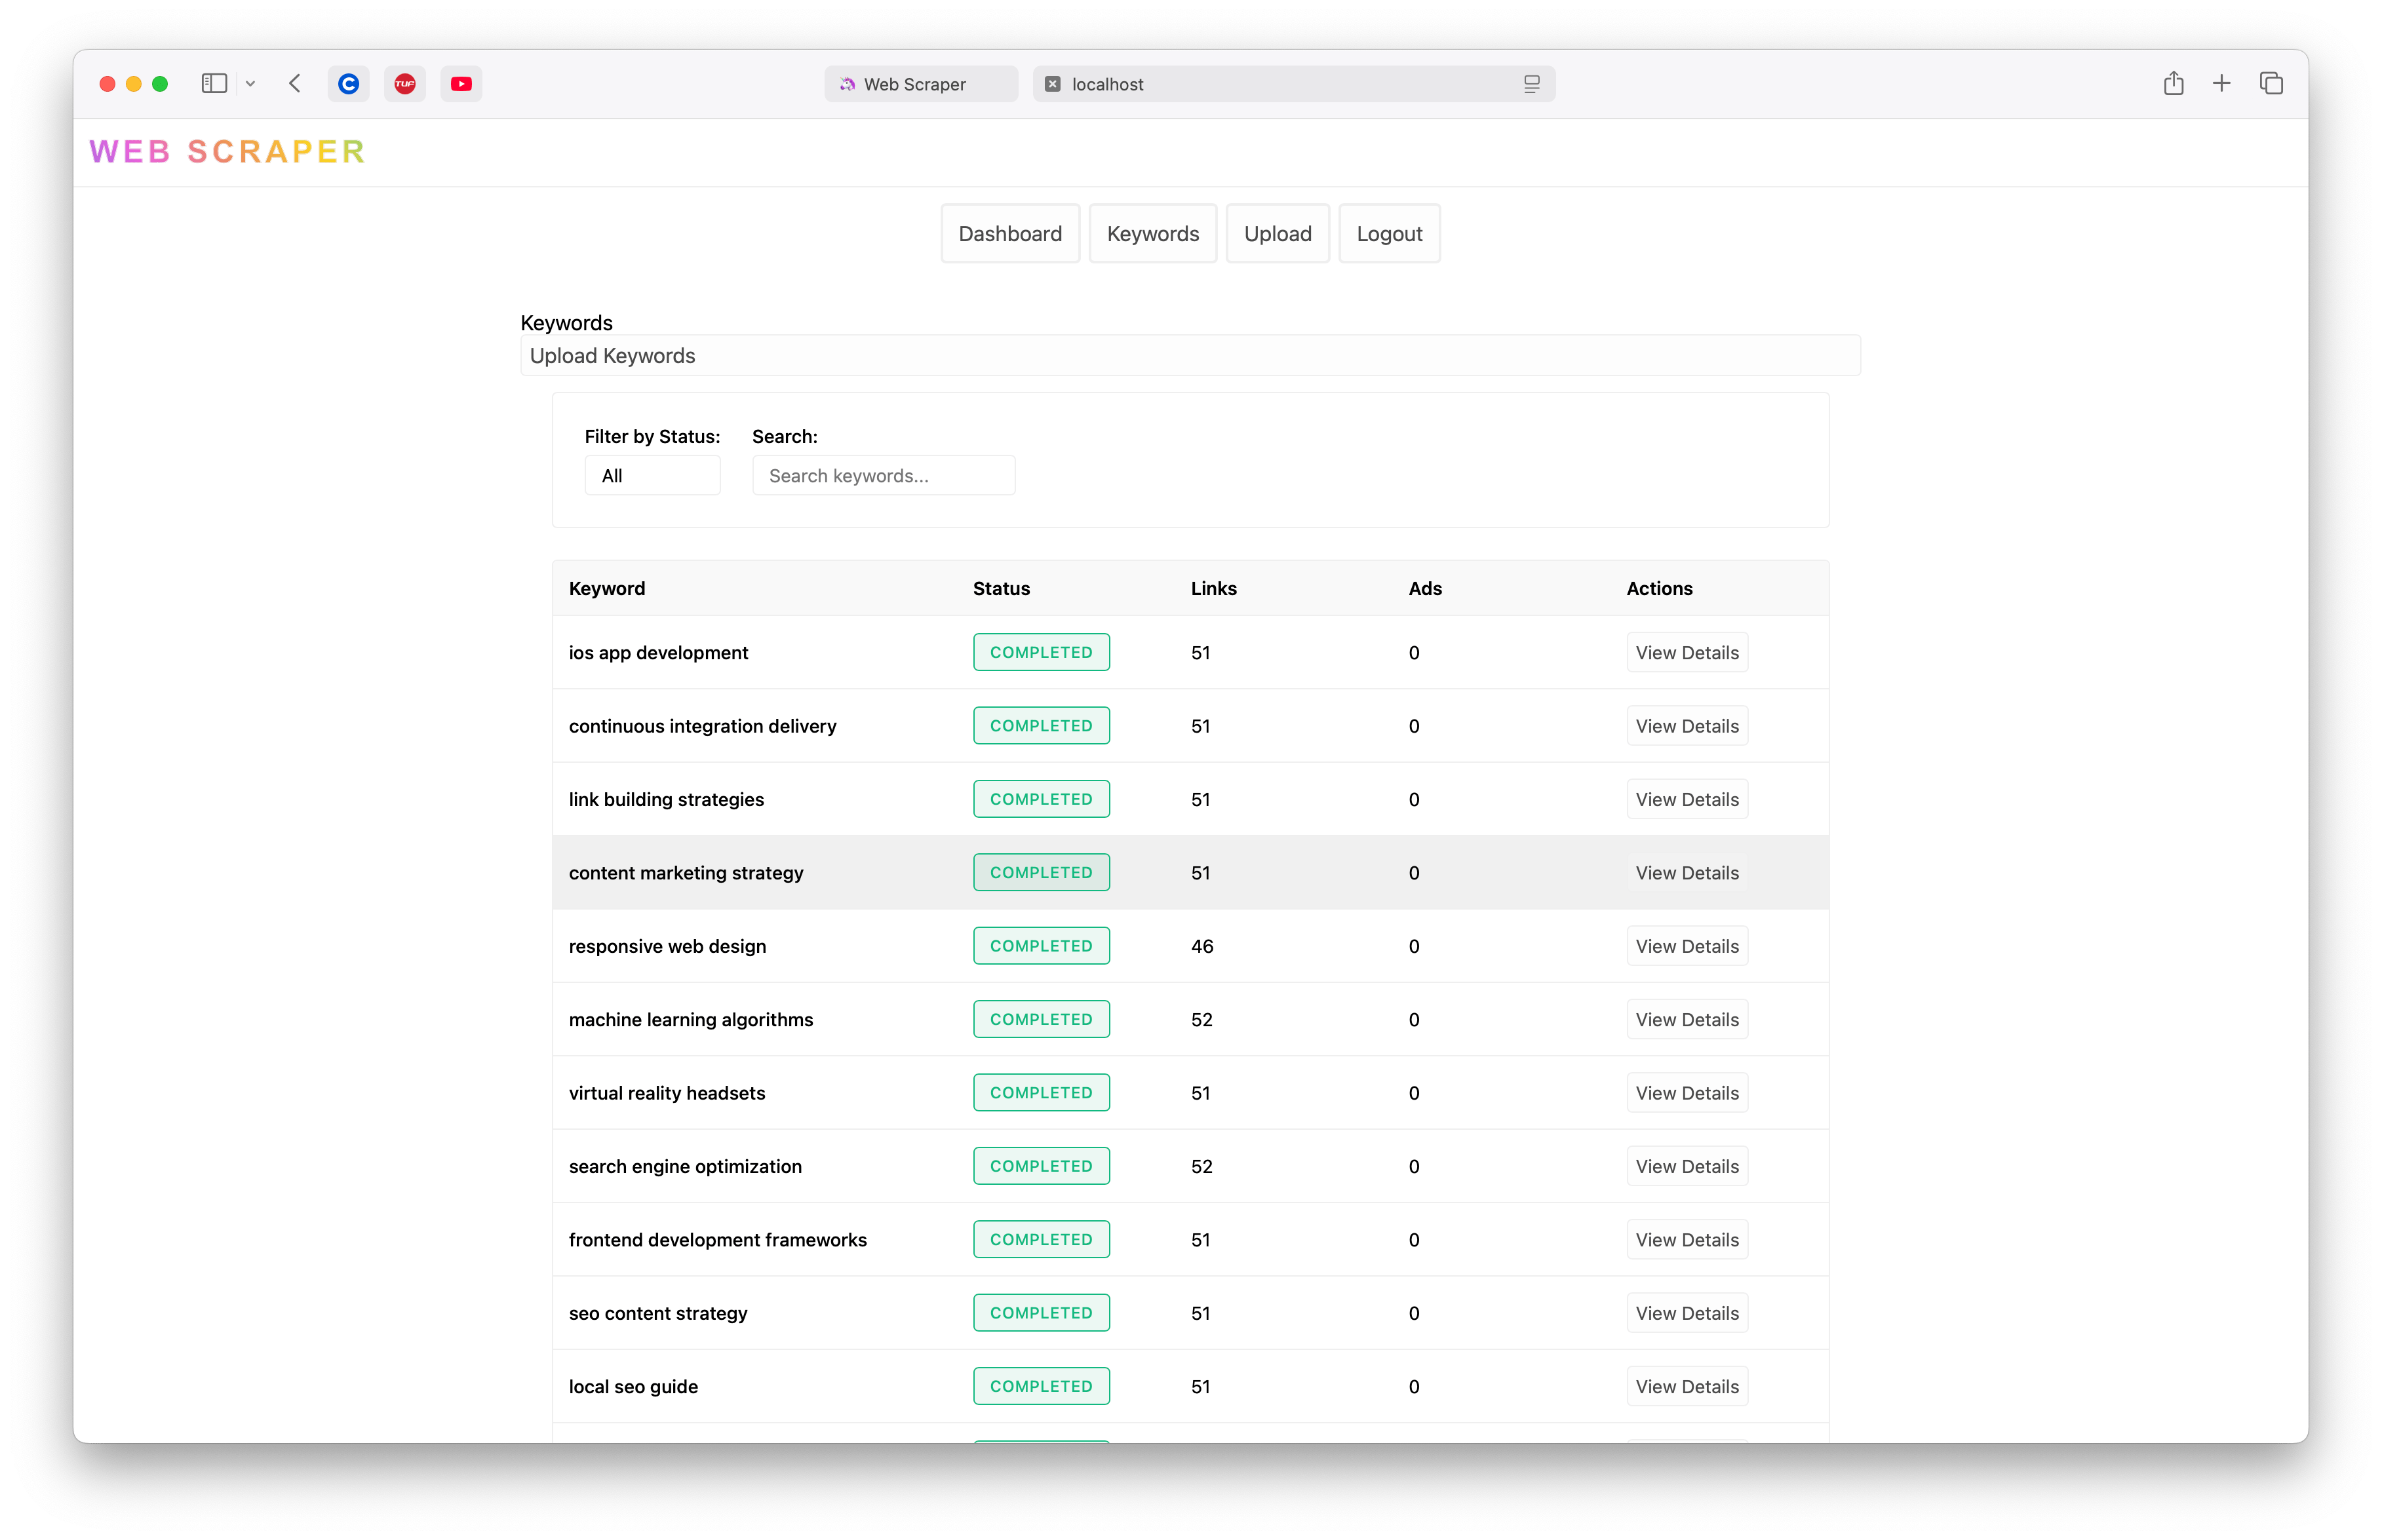 Web Scraper
localhost
TUP
WEB SCRAPER
Dashboard Keywords Upload Logout
Keywords
Upload Keywords
Filter by Status: Search:
All Search keywords...
Keyword Status Links Ads Actions
ios app development COMPLETED 51 0 View Details
continuous integration delivery COMPLETED 51 0 View Details
link building strategies COMPLETED 51 0 View Details
content marketing strategy COMPLETED 51 0 View Details
responsive web design COMPLETED 46 0 View Details
machine learning algorithms COMPLETED 52 0 View Details
virtual reality headsets COMPLETED 51 0 View Details
search engine optimization COMPLETED 52 0 View Details
frontend development frameworks COMPLETED 51 0 View Details
seo content strategy COMPLETED 51 0 View Details
local seo guide COMPLETED 51 0 View Details